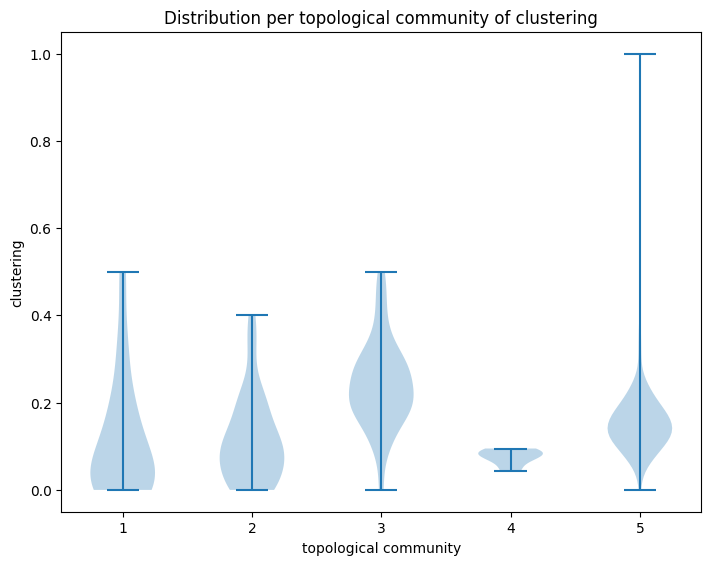 Distribution per topological community of clustering
clustering
1.0
0.8
0.6
0.4
0.2
0.0
1 2 3 4 5
topological community